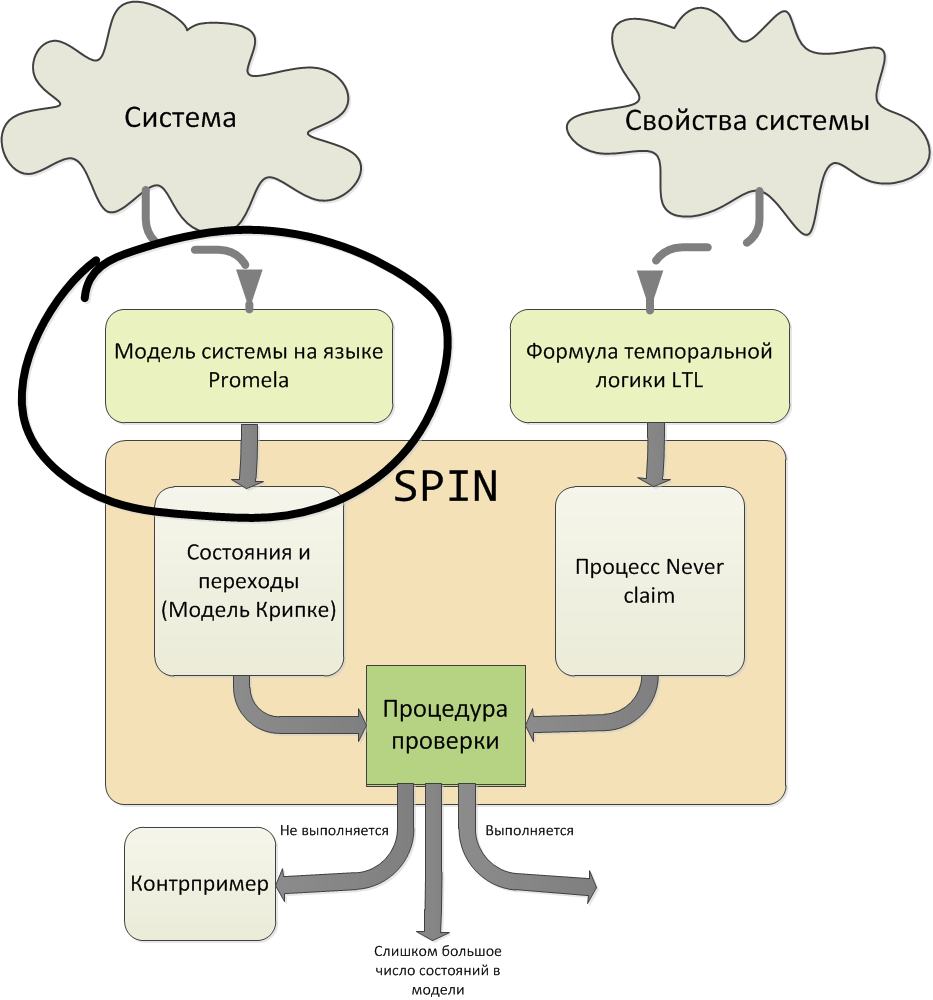 Система
Свойства системы
Модель системы на языке
Promela
Формула темпоральной
логики LTL
SPIN
Состояния и
переходы
(Модель Крипке)
Процесс Never
claim
Процедура
проверки
Не выполняется
Выполняется
Контрпример
Слишком большое
число состояний в
модели